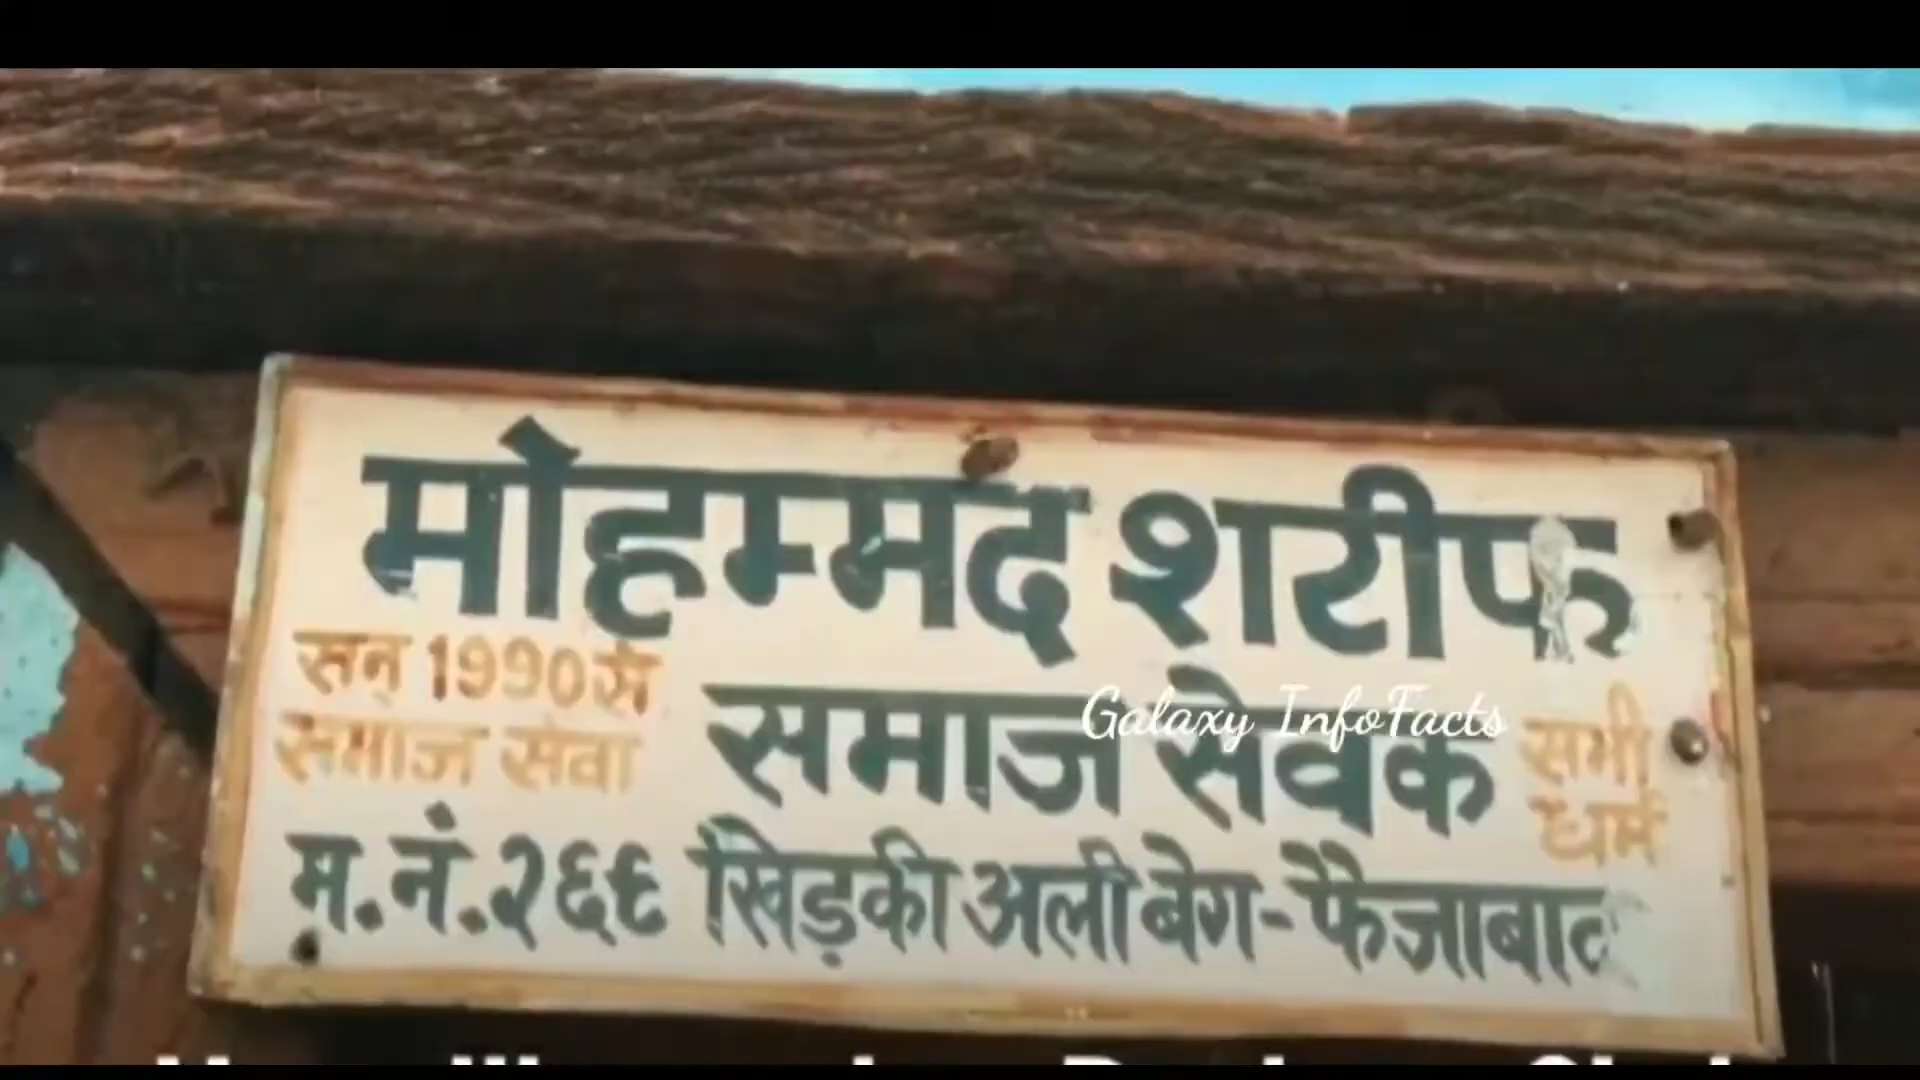 मोहम्मद शरीफ
सन् 1990 से
समाज सेवा
समाज सेवक
सभी
धर्म
Galaxy InfoFacts
म.नं.२६६ खिड़की अली बेग-फैजाबाद